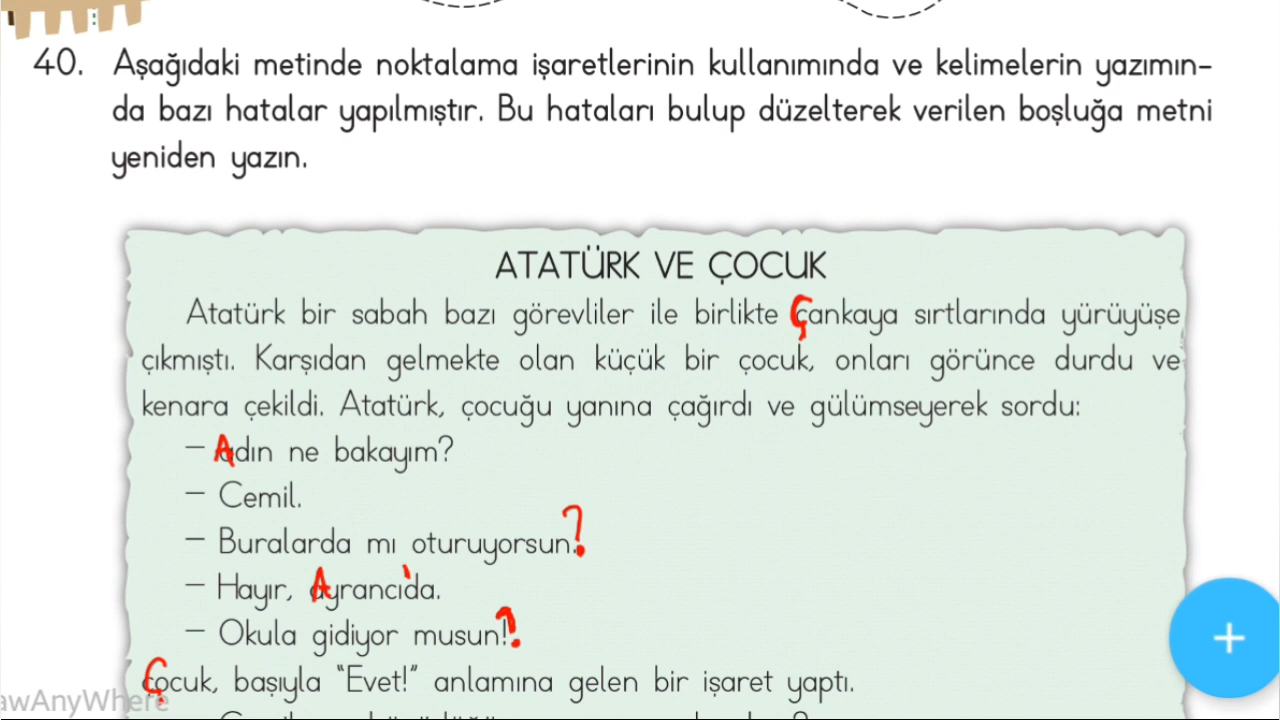 40. Aşağıdaki metinde noktalama işaretlerinin kullanımında ve kelimelerin yazımın-
da bazı hatalar yapılmıştır. Bu hataları bulup düzelterek verilen boşluğa metni
yeniden yazın.
ATATÜRK VE ÇOCUK
Atatürk bir sabah bazı görevliler ile birlikte Çankaya sırtlarında yürüyüşe
çıkmıştı. Karşıdan gelmekte olan küçük bir çocuk, onları görünce durdu ve
kenara çekildi. Atatürk, çocuğu yanına çağırdı ve gülümseyerek sordu:
– Adın ne bakayım?
– Cemil.
– Buralarda mı oturuyorsun?
– Hayır, Ayrancı'da.
– Okula gidiyor musun?
Çocuk, başıyla “Evet!” anlamına gelen bir işaret yaptı.
awAnyWhere
+